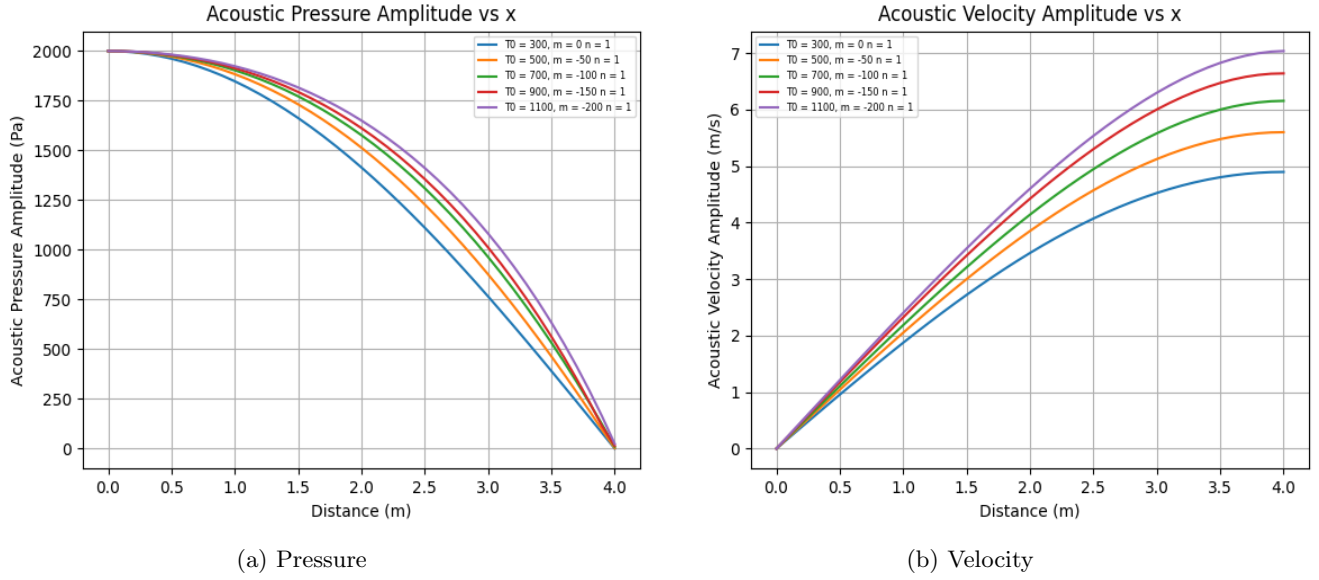 Acoustic Pressure Amplitude vs x
Acoustic Pressure Amplitude (Pa)
2000
1750
1500
1250
1000
750
500
250
0
T0 = 300, m = 0 n = 1
T0 = 500, m = -50 n = 1
T0 = 700, m = -100 n = 1
T0 = 900, m = -150 n = 1
T0 = 1100, m = -200 n = 1
0.0 0.5 1.0 1.5 2.0 2.5 3.0 3.5 4.0
Distance (m)
(a) Pressure
Acoustic Velocity Amplitude vs x
Acoustic Velocity Amplitude (m/s)
7
6
5
4
3
2
1
0
T0 = 300, m = 0 n = 1
T0 = 500, m = -50 n = 1
T0 = 700, m = -100 n = 1
T0 = 900, m = -150 n = 1
T0 = 1100, m = -200 n = 1
0.0 0.5 1.0 1.5 2.0 2.5 3.0 3.5 4.0
Distance (m)
(b) Velocity